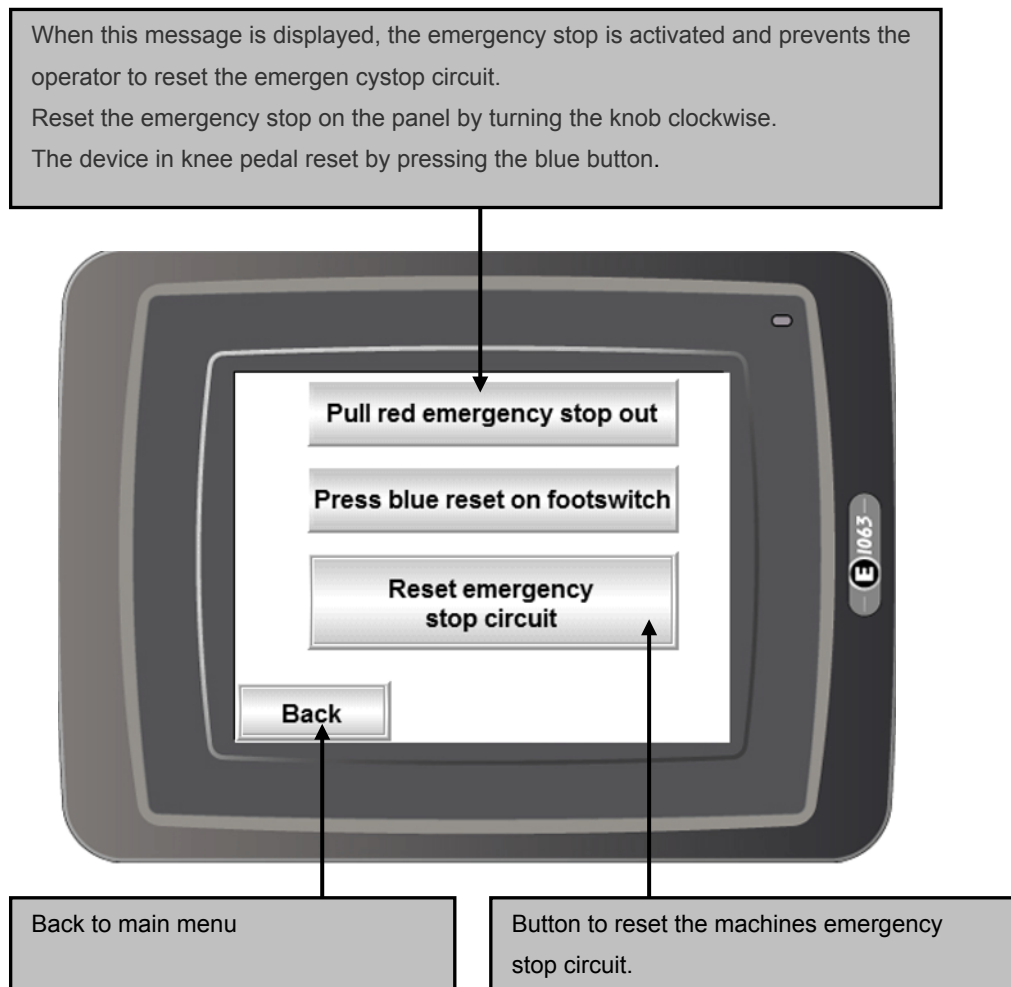 When this message is displayed, the emergency stop is activated and prevents the
operator to reset the emergen cystop circuit.
Reset the emergency stop on the panel by turning the knob clockwise.
The device in knee pedal reset by pressing the blue button.
Pull red emergency stop out
Press blue reset on footswitch
Reset emergency
stop circuit
Back
E 1063
Back to main menu
Button to reset the machines emergency
stop circuit.